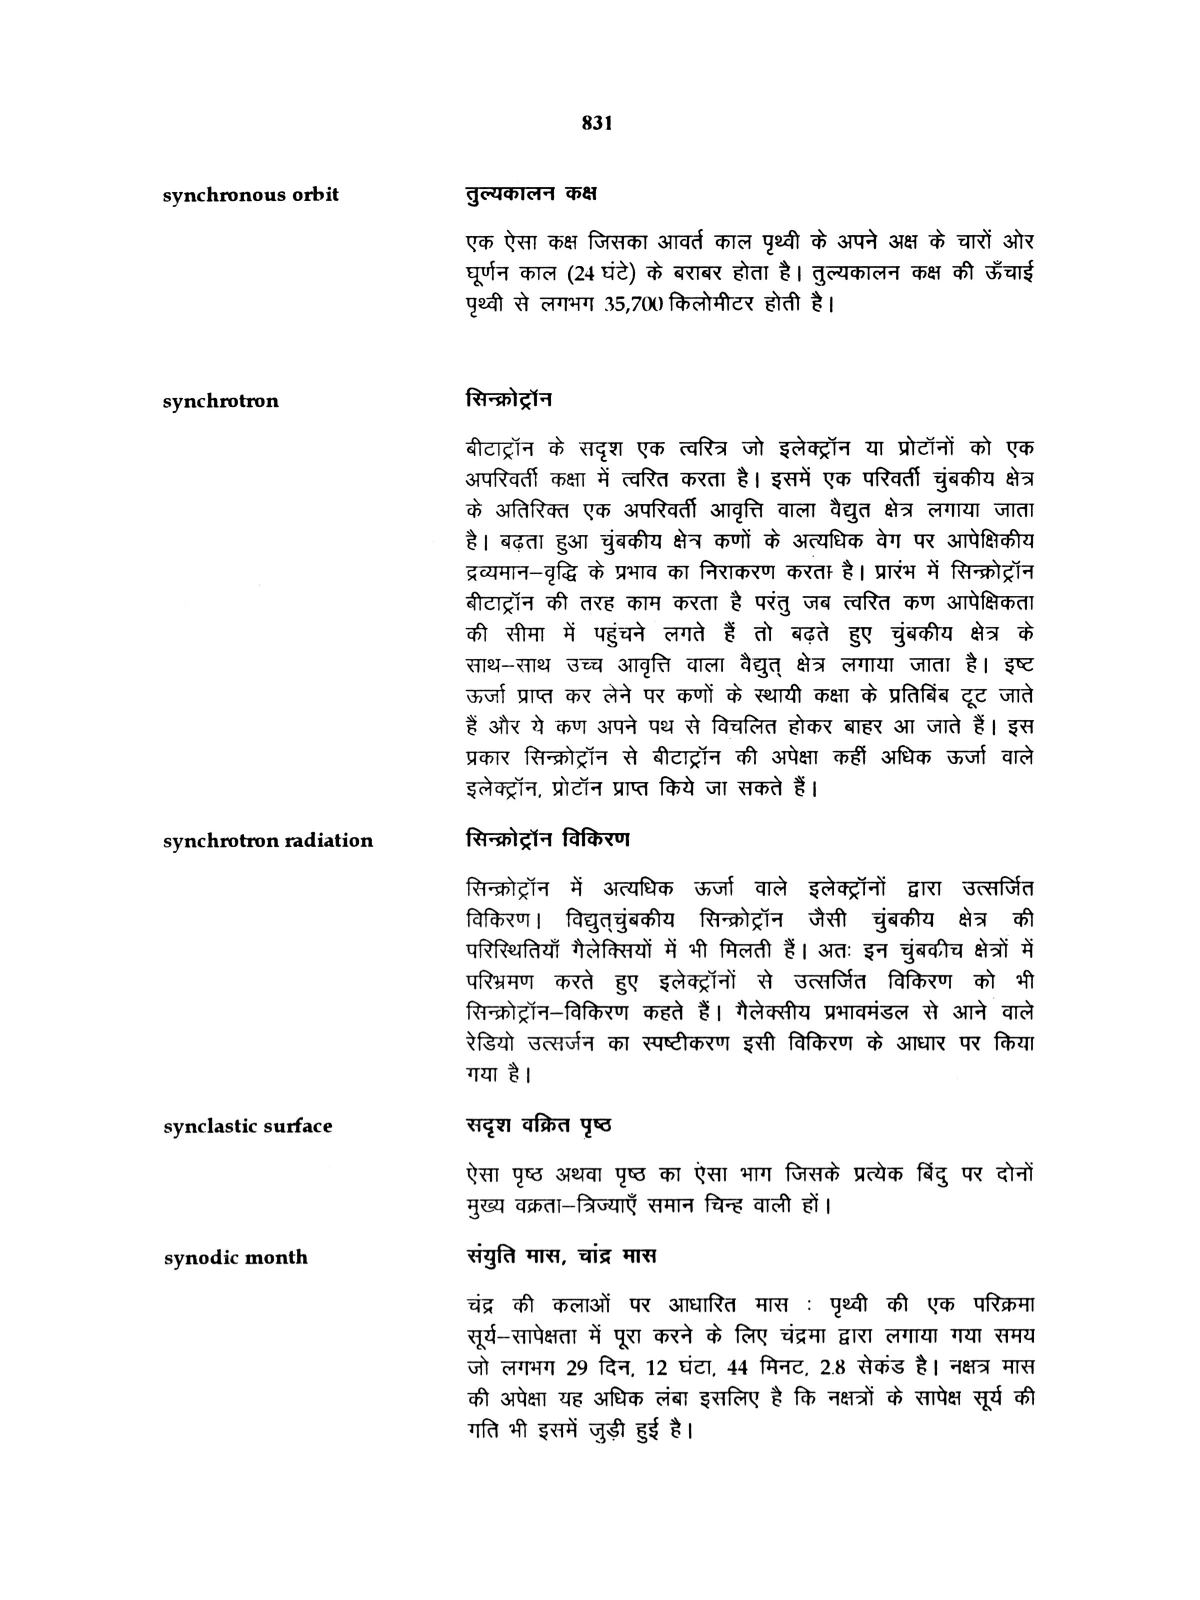 831
synchronous orbit तुल्यकालन कक्ष
एक ऐसा कक्ष जिसका आवर्त काल पृथ्वी के अपने अक्ष के चारों ओर
घूर्णन काल (24 घंटे) के बराबर होता है। तुल्यकालन कक्ष की ऊँचाई
पृथ्वी से लगभग 35,700 किलोमीटर होती है।
synchrotron सिन्क्रोट्रॉन
बीटाट्रॉन के सदृश एक त्वरित्र जो इलेक्ट्रॉन या प्रोटॉनों को एक
अपरिवर्ती कक्षा में त्वरित करता है। इसमें एक परिवर्ती चुंबकीय क्षेत्र
के अतिरिक्त एक अपरिवर्ती आवृत्ति वाला वैद्युत क्षेत्र लगाया जाता
है। बढ़ता हुआ चुंबकीय क्षेत्र कणों के अत्यधिक वेग पर आपेक्षिकीय
द्रव्यमान–वृद्धि के प्रभाव का निराकरण करता है। प्रारंभ में सिन्क्रोट्रॉन
बीटाट्रॉन की तरह काम करता है परंतु जब त्वरित कण आपेक्षिकता
की सीमा में पहुंचने लगते हैं तो बढ़ते हुए चुंबकीय क्षेत्र के
साथ–साथ उच्च आवृत्ति वाला वैद्युत् क्षेत्र लगाया जाता है। इष्ट
ऊर्जा प्राप्त कर लेने पर कणों के स्थायी कक्षा के प्रतिबिंब टूट जाते
हैं और ये कण अपने पथ से विचलित होकर बाहर आ जाते हैं। इस
प्रकार सिन्क्रोट्रॉन से बीटाट्रॉन की अपेक्षा कहीं अधिक ऊर्जा वाले
इलेक्ट्रॉन, प्रोटॉन प्राप्त किये जा सकते हैं।
synchrotron radiation सिन्क्रोट्रॉन विकिरण
सिन्क्रोट्रॉन में अत्यधिक ऊर्जा वाले इलेक्ट्रॉनों द्वारा उत्सर्जित
विकिरण। विद्युत्चुंबकीय सिन्क्रोट्रॉन जैसी चुंबकीय क्षेत्र की
परिस्थितियाँ गैलेक्सियों में भी मिलती हैं। अतः इन चुंबकीच क्षेत्रों में
परिभ्रमण करते हुए इलेक्ट्रॉनों से उत्सर्जित विकिरण को भी
सिन्क्रोट्रॉन–विकिरण कहते हैं। गैलेक्सीय प्रभावमंडल से आने वाले
रेडियो उत्सर्जन का स्पष्टीकरण इसी विकिरण के आधार पर किया
गया है।
synclastic surface सदृश वक्रित पृष्ठ
ऐसा पृष्ठ अथवा पृष्ठ का ऐसा भाग जिसके प्रत्येक बिंदु पर दोनों
मुख्य वक्रता–त्रिज्याएँ समान चिन्ह वाली हों।
synodic month संयुति मास, चांद्र मास
चंद्र की कलाओं पर आधारित मास : पृथ्वी की एक परिक्रमा
सूर्य–सापेक्षता में पूरा करने के लिए चंद्रमा द्वारा लगाया गया समय
जो लगभग 29 दिन, 12 घंटा, 44 मिनट, 2.8 सेकंड है। नक्षत्र मास
की अपेक्षा यह अधिक लंबा इसलिए है कि नक्षत्रों के सापेक्ष सूर्य की
गति भी इसमें जुड़ी हुई है।